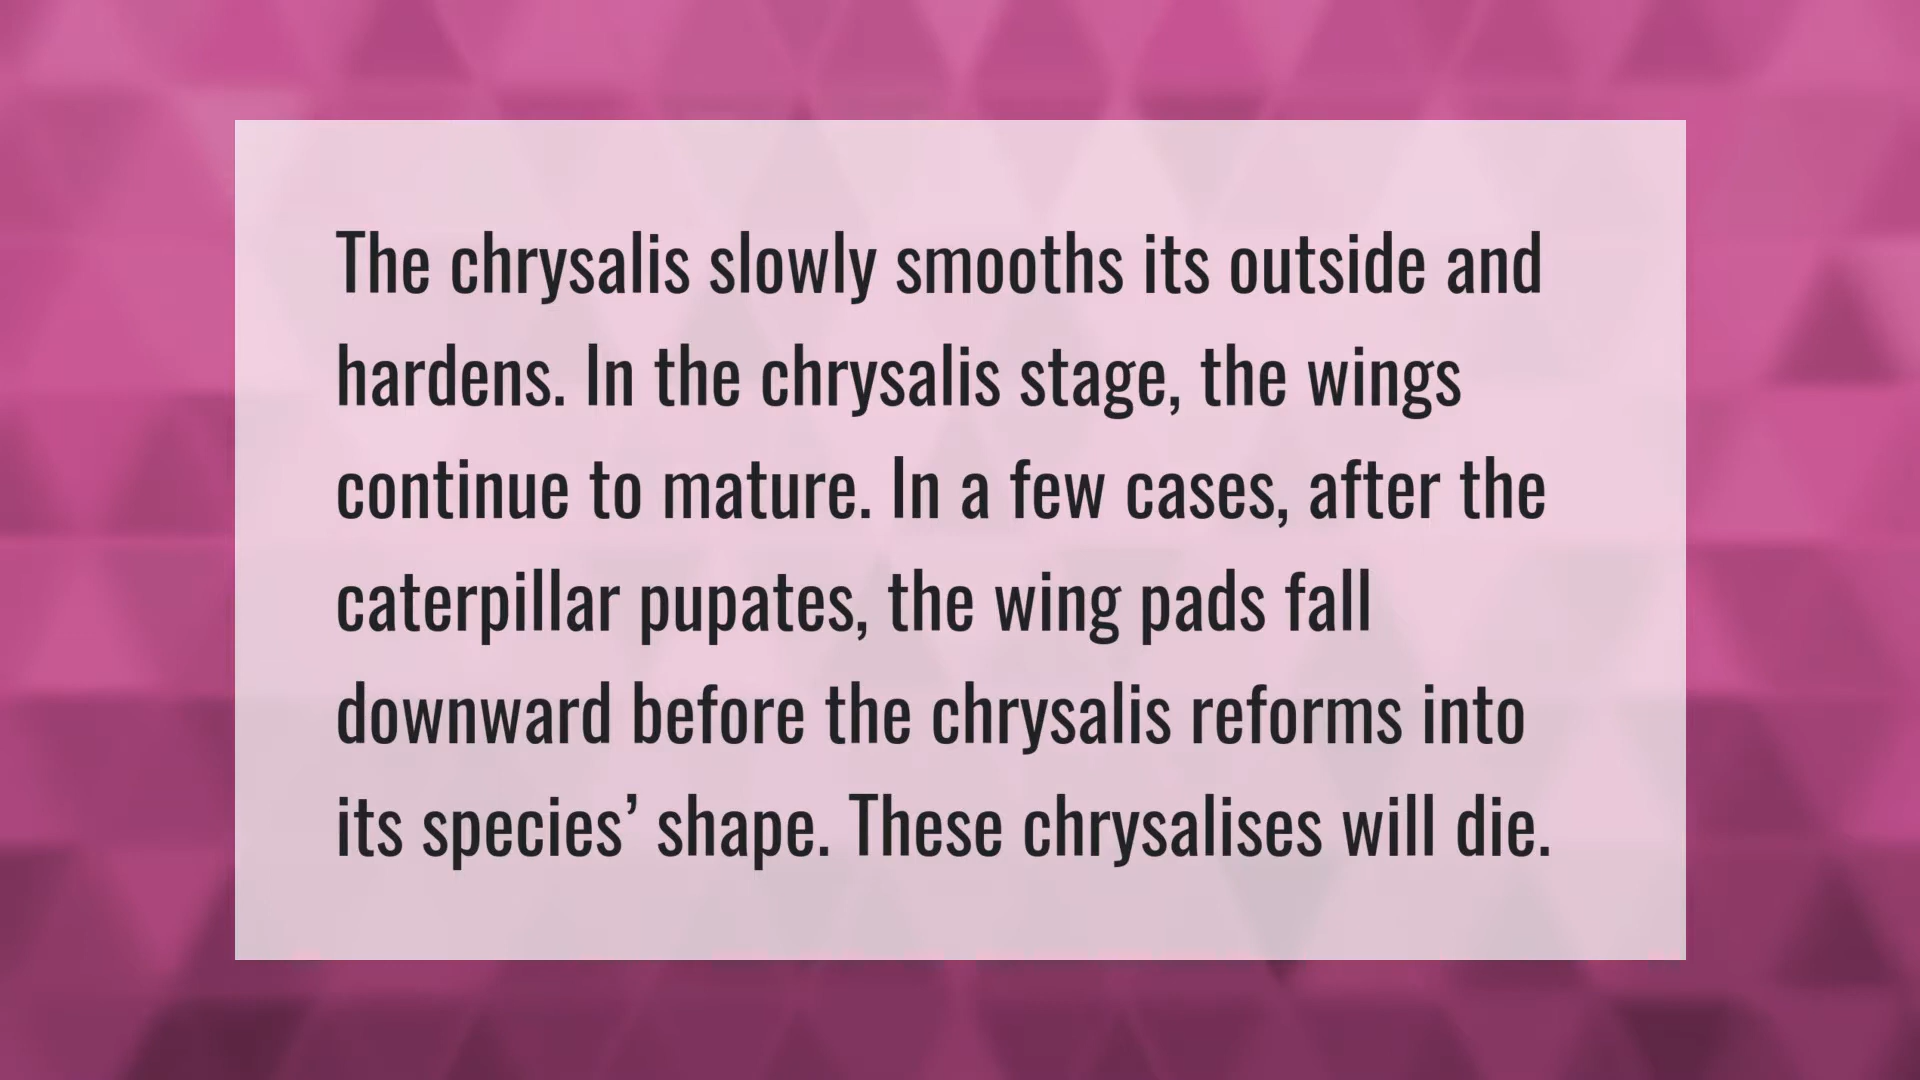 The chrysalis slowly smooths its outside and
hardens. In the chrysalis stage, the wings
continue to mature. In a few cases, after the
caterpillar pupates, the wing pads fall
downward before the chrysalis reforms into
its species’ shape. These chrysalises will die.